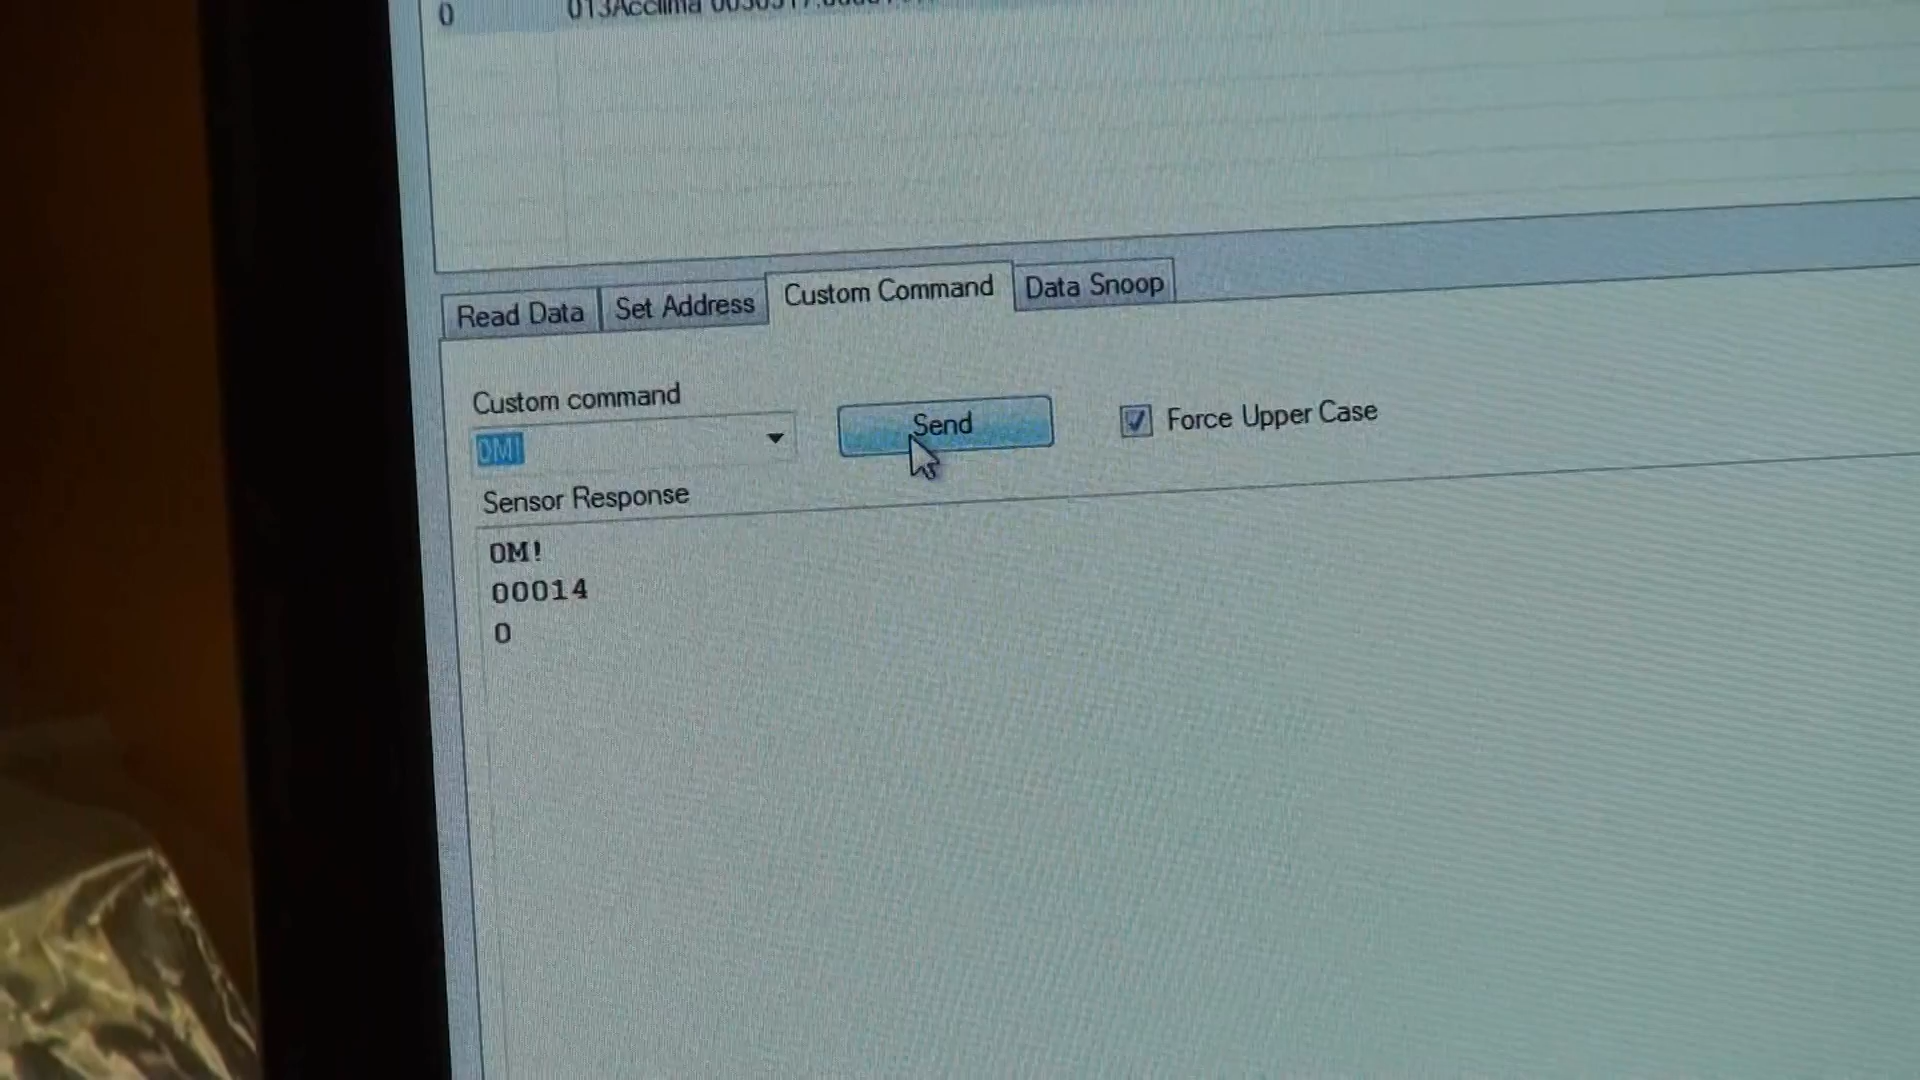 0 013Acclima
Read Data Set Address Custom Command Data Snoop
Custom command
0M! Send Force Upper Case
Sensor Response
0M!
00014
0